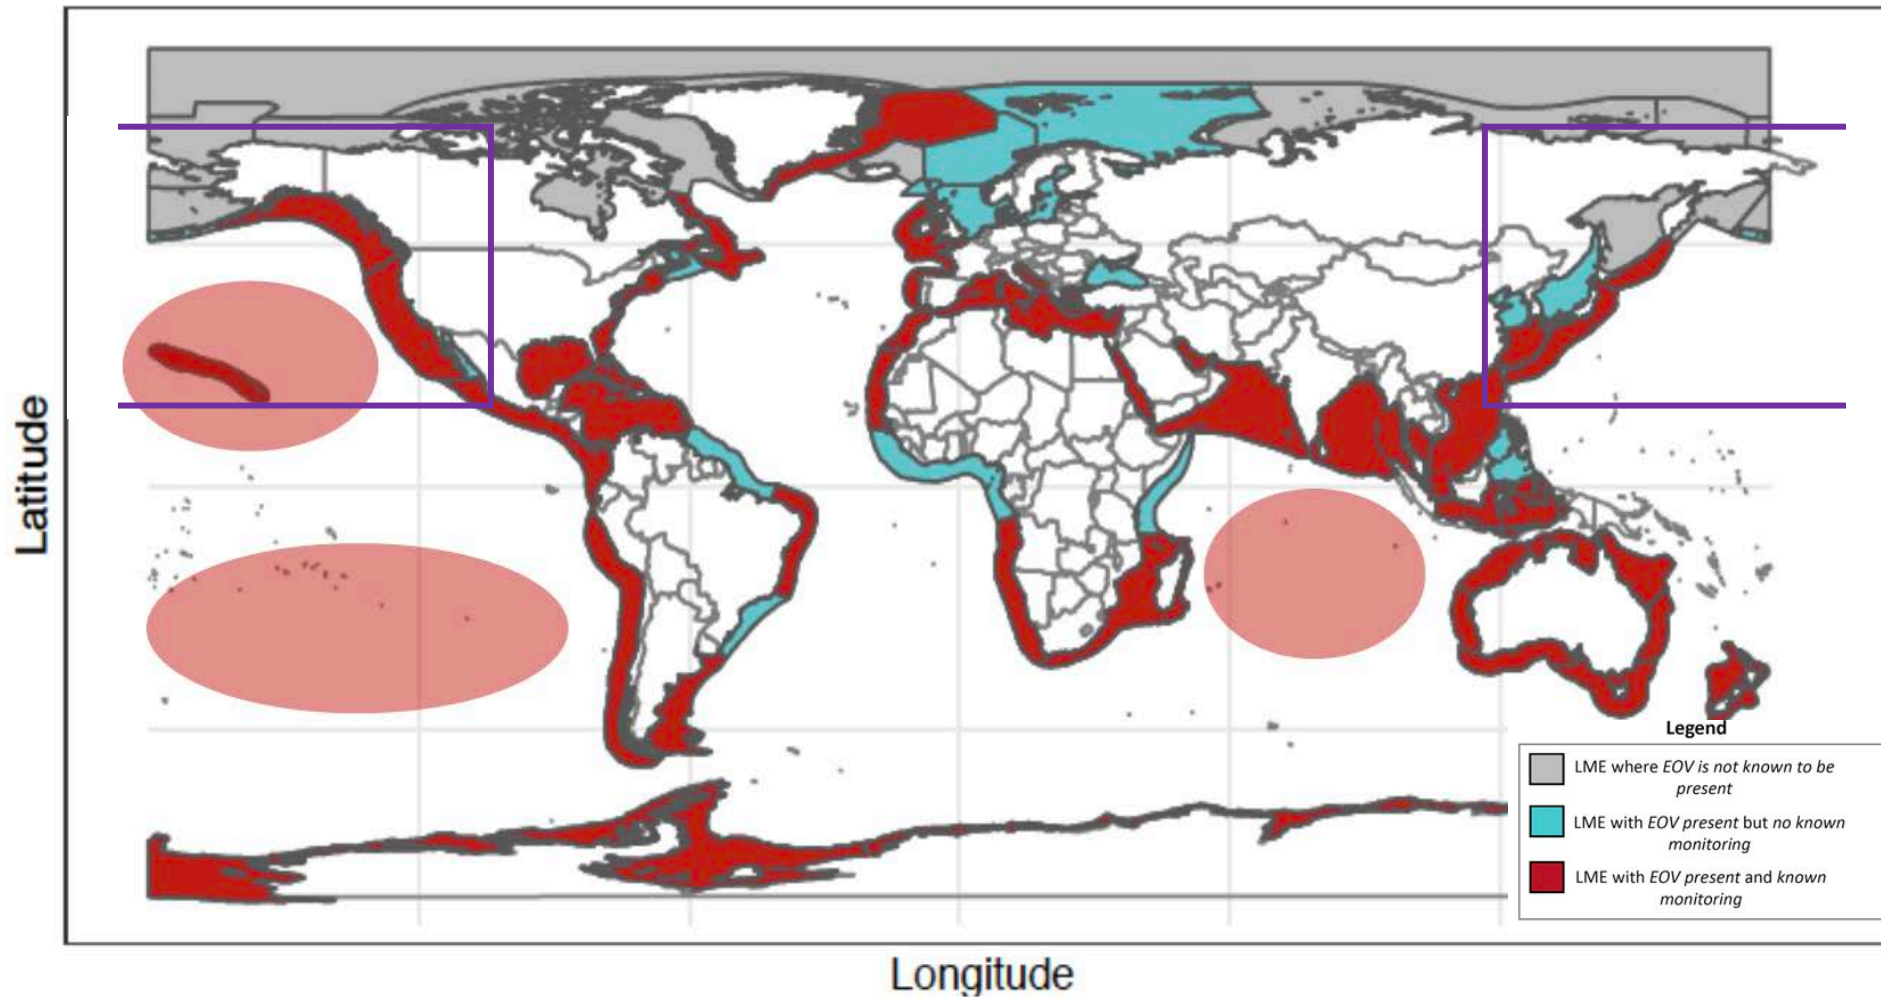 Latitude
Longitude
Legend
LME where EOV is not known to be
present
LME with EOV present but no known
monitoring
LME with EOV present and known
monitoring